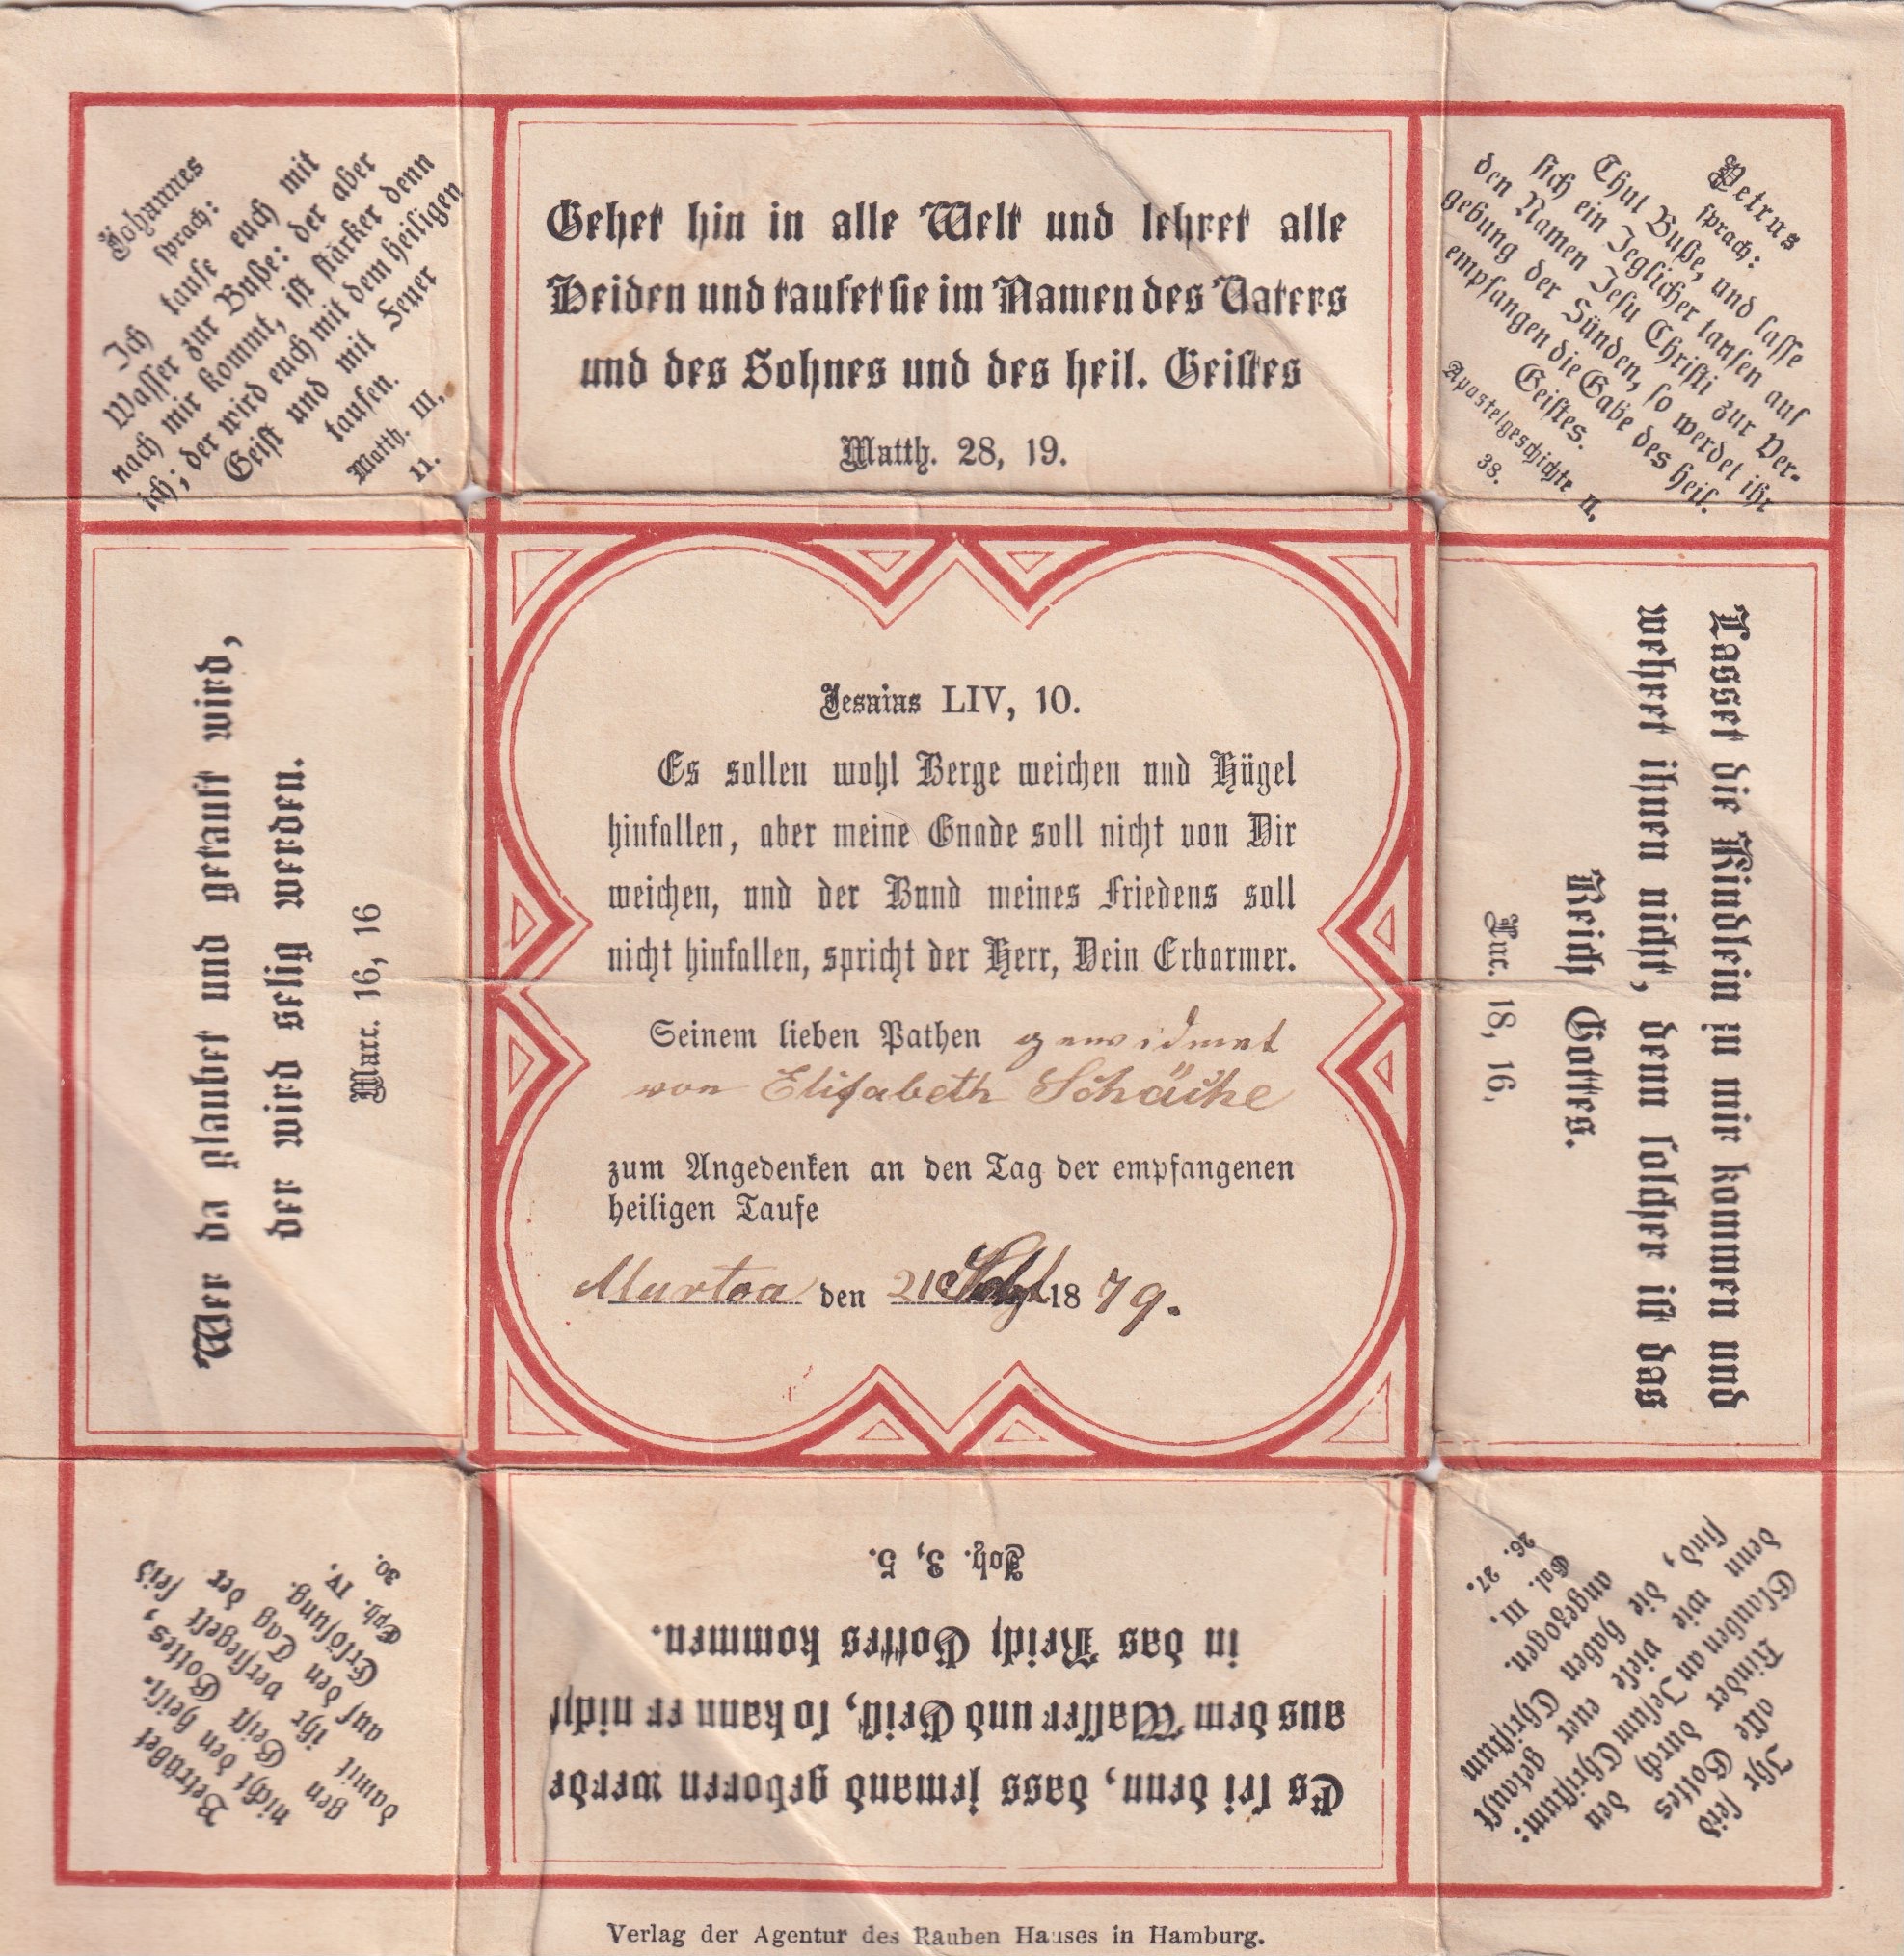 Johannes
sprach:
Ich taufe euch mit
Wasser zur Buße: der aber
nach mir kommt, ist stärker denn
ich; der wird euch mit dem heiligen
Geist und mit Feuer
taufen.
Matth. III,
11.
Gehet hin in alle Welt und lehret alle
Heiden und taufet sie im Namen des Vaters
und des Sohnes und des heil. Geistes
Matth. 28, 19.
Petrus
sprach:
Thut Buße, und lasse
sich ein Jeglicher taufen auf
den Namen Jesu Christi zur Ver-
gebung der Sünden, so werdet ihr
empfangen die Gabe des heil.
Geistes.
Apostelgeschichte II,
38.
Wer da glaubet und getauft wird,
der wird selig werden.
Marc. 16, 16
Jesaias LIV, 10.
Es sollen wohl Berge weichen und Hügel
hinfallen, aber meine Gnade soll nicht von Dir
weichen, und der Bund meines Friedens soll
nicht hinfallen, spricht der Herr, Dein Erbarmer.
Seinem lieben Pathen gewidmet
von Elisabeth Schäche
zum Angedenken an den Tag der empfangenen
heiligen Taufe
Murtoa den 21 1879.
Lasset die Kindlein zu mir kommen und
wehret ihnen nicht, denn solcher ist das
Reich Gottes.
Luc. 18, 16.
Betrübet
nicht den heili-
gen Geist Gottes,
damit ihr versiegelt seid
auf den Tag der
Erlösung.
Eph. IV.
30.
Es sei denn, dass jemand geboren werde
aus dem Wasser und Geist, so kann er nicht
in das Reich Gottes kommen.
Joh. 3, 5.
Ihr seid
alle Gottes
Kinder durch den
Glauben an Jesum Christum:
denn wie viele euer getauft
sind, die haben Christum
angezogen.
Gal. III,
26. 27.
Verlag der Agentur des Rauhen Hauses in Hamburg.